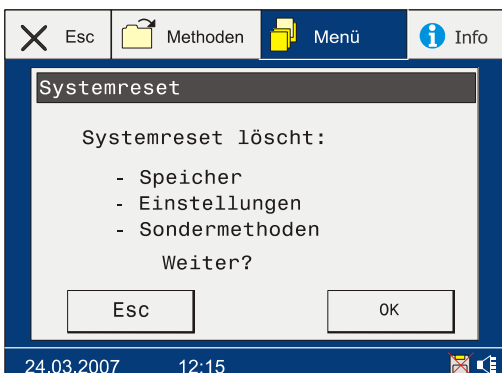 Esc Methoden Menü Info
Systemreset
Systemreset löscht:
- Speicher
- Einstellungen
- Sondermethoden
Weiter?
Esc OK
24.03.2007 12:15